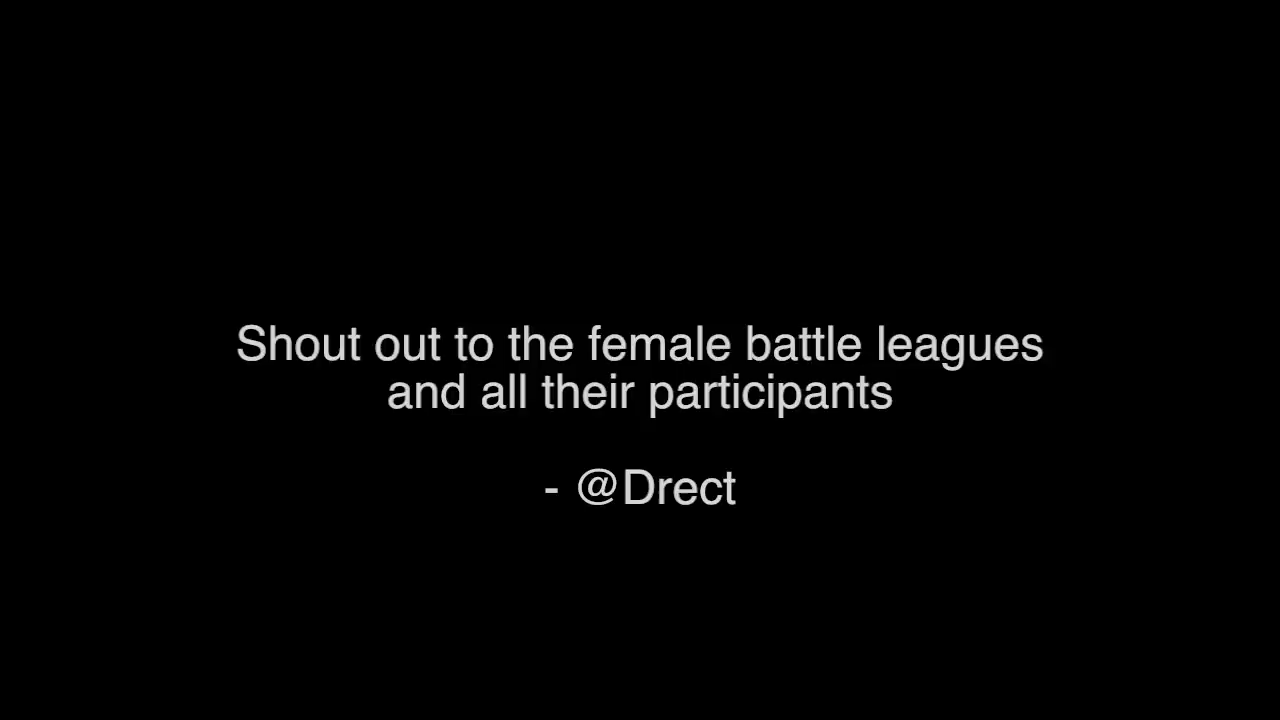 Shout out to the female battle leagues
and all their participants
- @Drect